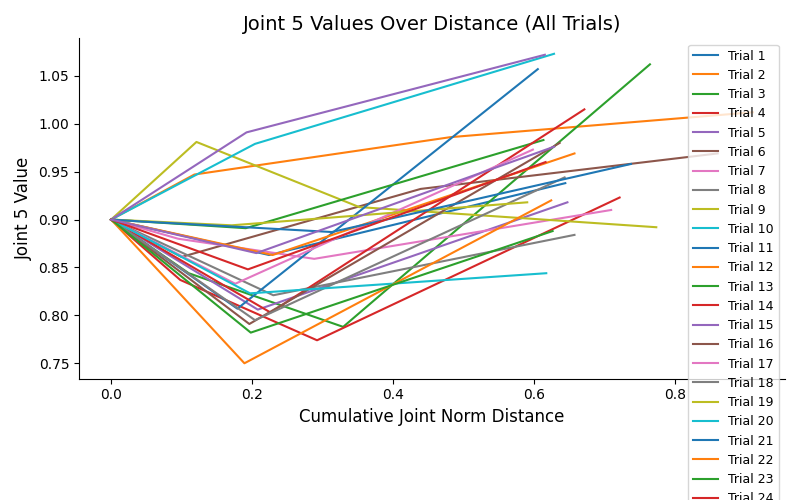 Joint 5 Values Over Distance (All Trials)
Joint 5 Value
1.05
1.00
0.95
0.90
0.85
0.80
0.75
0.0
0.2
0.4
0.6
0.8
Cumulative Joint Norm Distance
Trial 1
Trial 2
Trial 3
Trial 4
Trial 5
Trial 6
Trial 7
Trial 8
Trial 9
Trial 10
Trial 11
Trial 12
Trial 13
Trial 14
Trial 15
Trial 16
Trial 17
Trial 18
Trial 19
Trial 20
Trial 21
Trial 22
Trial 23
Trial 24